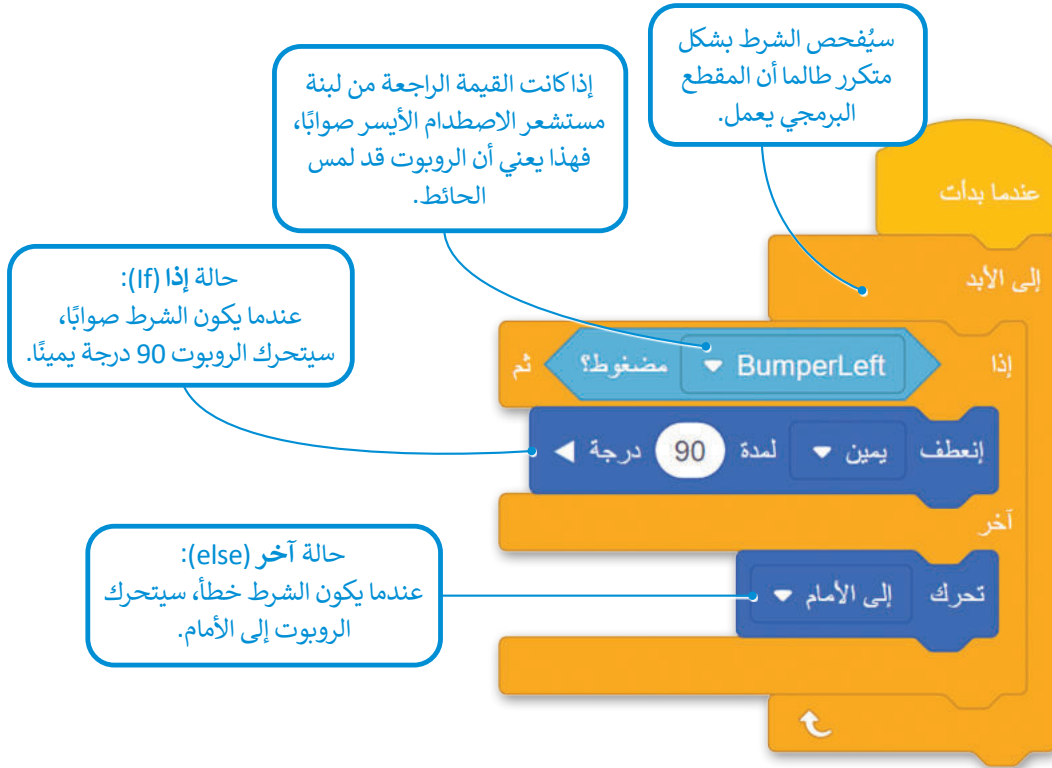 سيُفحص الشرط بشكل
متكرر طالما أن المقطع
البرمجي يعمل.
إذا كانت القيمة الراجعة من لبنة
مستشعر الاصطدام الأيسر صوابًا،
فهذا يعني أن الروبوت قد لمس
الحائط.
عندما بدأت
إلى الأبد
حالة إذا (If):
عندما يكون الشرط صوابًا،
سيتحرك الروبوت 90 درجة يمينًا.
إذا BumperLeft مضغوط؟ ثم
إنعطف يمين لمدة 90 درجة
آخر
حالة آخر (else):
عندما يكون الشرط خطأ، سيتحرك
الروبوت إلى الأمام.
تحرك إلى الأمام